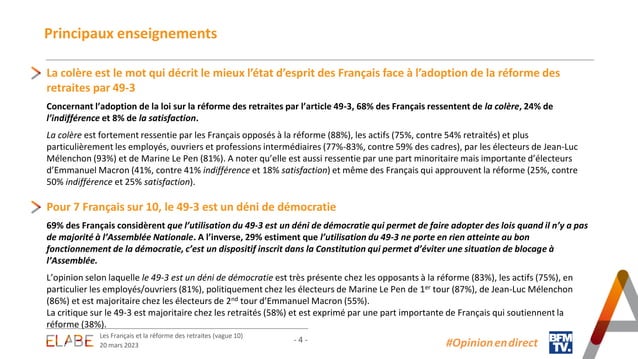 Principaux enseignements
La colère est le mot qui décrit le mieux l'état d'esprit des Français face à l'adoption de la réforme des
retraites par 49-3
Concernant l'adoption de la loi sur la réforme des retraites par l'article 49-3, 68% des Français ressentent de la colère, 24% de
l'indifférence et 8% de la satisfaction.
La colère est fortement ressentie par les Français opposés à la réforme (88%), les actifs (75%, contre 54% retraités) et plus
particulièrement les employés, ouvriers et professions intermédiaires (77%-83%, contre 59% des cadres), par les électeurs de Jean-Luc
Mélenchon (93%) et de Marine Le Pen (81%). A noter qu'elle est aussi ressentie par une part minoritaire mais importante d'électeurs
d'Emmanuel Macron (41%, contre 41% indifférence et 18% satisfaction) et même des Français qui approuvent la réforme (25%, contre
50% indifférence et 25% satisfaction).
Pour 7 Français sur 10, le 49-3 est un déni de démocratie
69% des Français considèrent que l'utilisation du 49-3 est un déni de démocratie qui permet de faire adopter des lois quand il n'y a pas
de majorité à l'Assemblée Nationale. A l'inverse, 29% estiment que l'utilisation du 49-3 ne porte en rien atteinte au bon
fonctionnement de la démocratie, c'est un dispositif inscrit dans la Constitution qui permet d'éviter une situation de blocage à
l'Assemblée.
L'opinion selon laquelle le 49-3 est un déni de démocratie est très présente chez les opposants à la réforme (83%), les actifs (75%), en
particulier les employés/ouvriers (81%), politiquement chez les électeurs de Marine Le Pen de 1er tour (87%), de Jean-Luc Mélenchon
(86%) et est majoritaire chez les électeurs de 2nd tour d'Emmanuel Macron (55%).
La critique sur le 49-3 est majoritaire chez les retraités (58%) et est exprimé par une part importante de Français qui soutiennent la
réforme (38%).
ELABE
Les Français et la réforme des retraites (vague 10)
20 mars 2023
- 4 -
#Opinion en direct
BFM
TV.